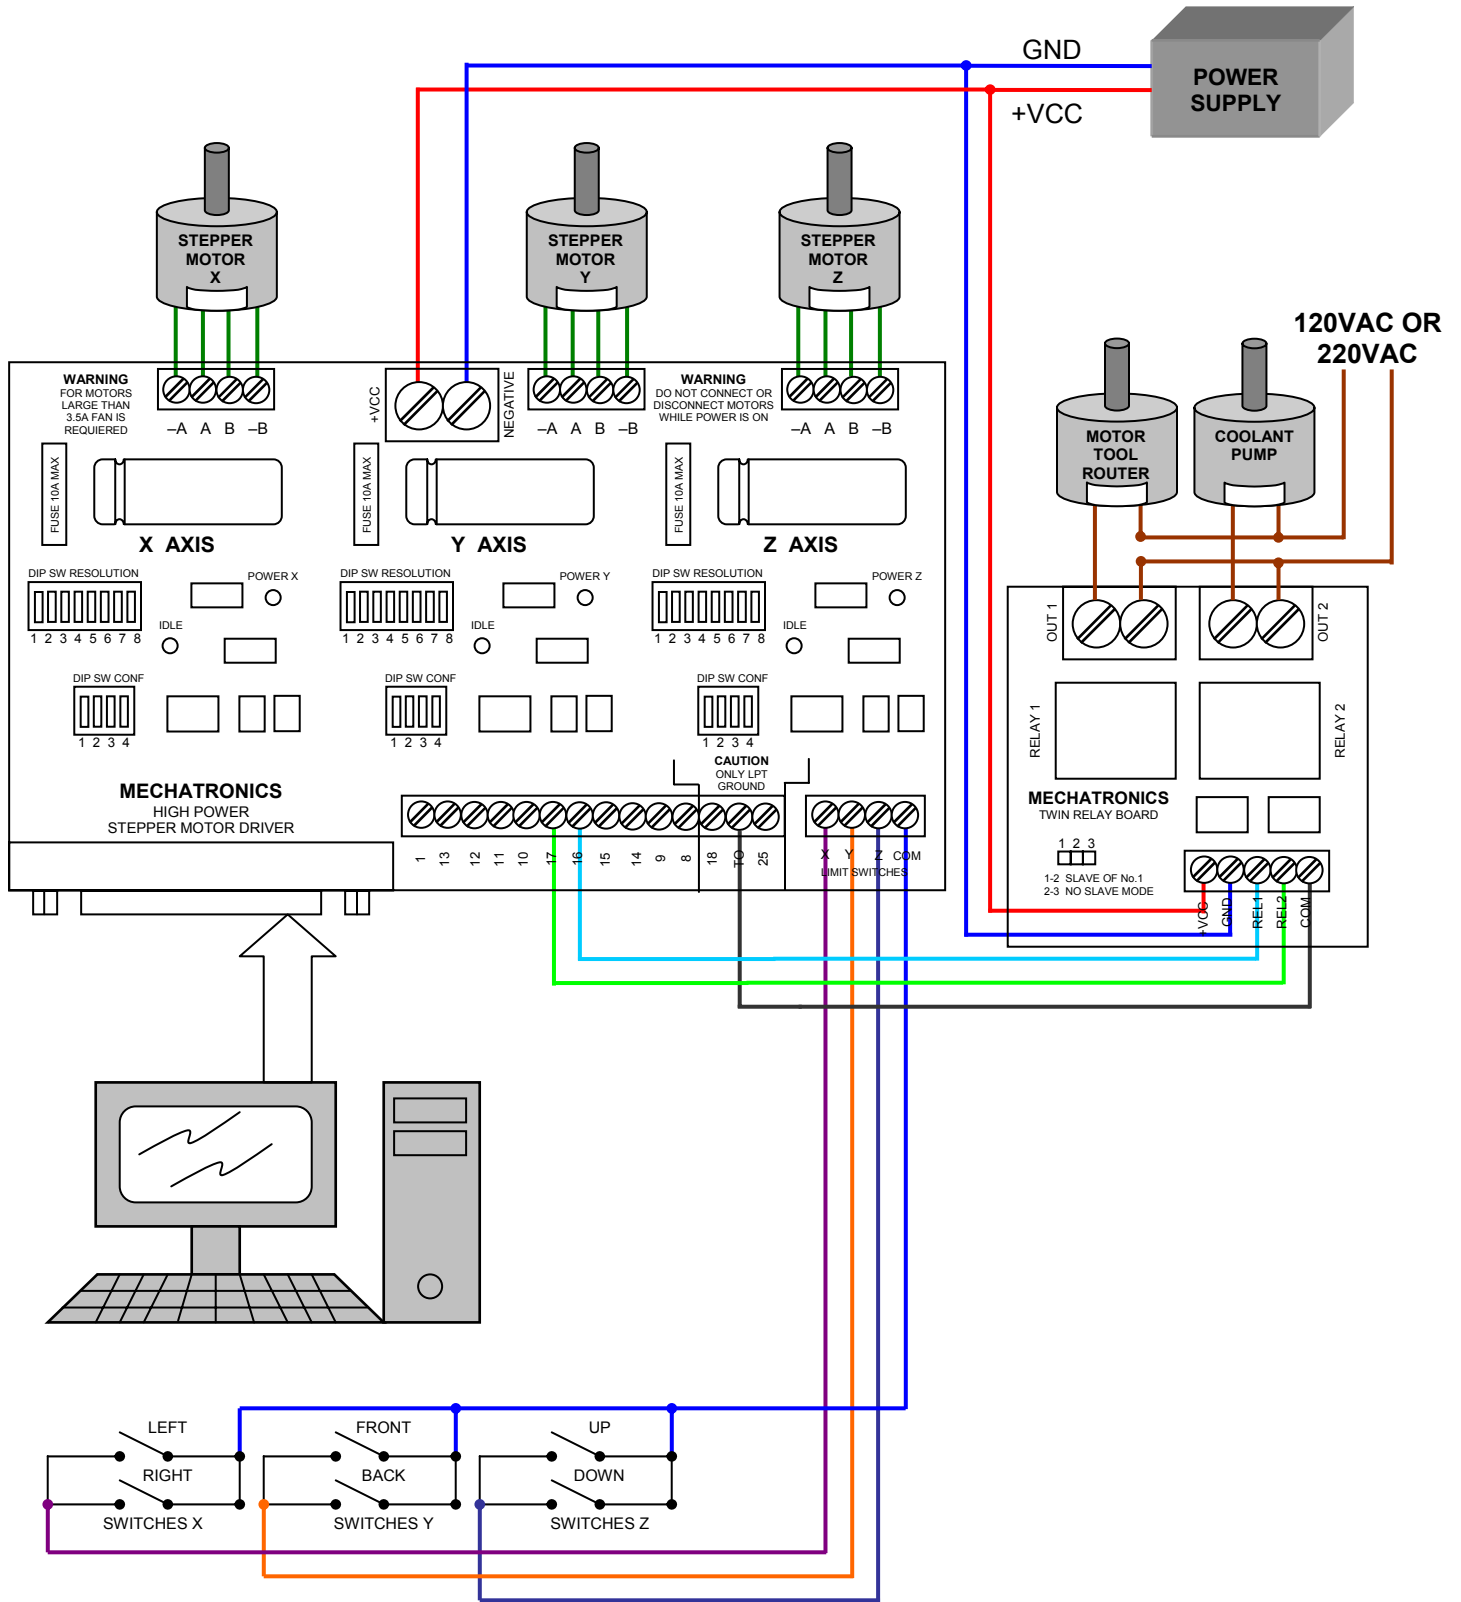 GND
+VCC
POWER
SUPPLY
STEPPER
MOTOR
X
STEPPER
MOTOR
Y
STEPPER
MOTOR
Z
120VAC OR
220VAC
WARNING
FOR MOTORS
LARGE THAN
3.5A FAN IS
REQUIERED
–A A B –B
+VCC
NEGATIVE
–A A B –B
WARNING
DO NOT CONNECT OR
DISCONNECT MOTORS
WHILE POWER IS ON
–A A B –B
MOTOR
TOOL
ROUTER
COOLANT
PUMP
FUSE 10A MAX
X AXIS
FUSE 10A MAX
Y AXIS
FUSE 10A MAX
Z AXIS
DIP SW RESOLUTION
1 2 3 4 5 6 7 8
POWER X
IDLE
DIP SW CONF
1 2 3 4
DIP SW RESOLUTION
1 2 3 4 5 6 7 8
POWER Y
IDLE
DIP SW CONF
1 2 3 4
DIP SW RESOLUTION
1 2 3 4 5 6 7 8
POWER Z
IDLE
DIP SW CONF
1 2 3 4
OUT 1
OUT 2
RELAY 1
RELAY 2
MECHATRONICS
TWIN RELAY BOARD
1 2 3
1-2 SLAVE OF No.1
2-3 NO SLAVE MODE
+VCC
GND
REL1
REL2
COM
CAUTION
ONLY LPT
GROUND
MECHATRONICS
HIGH POWER
STEPPER MOTOR DRIVER
1 13 12 11 10 17 16 15 14 9 8 18 TO 25
X Y Z COM
LIMIT SWITCHES
LEFT
RIGHT
SWITCHES X
FRONT
BACK
SWITCHES Y
UP
DOWN
SWITCHES Z